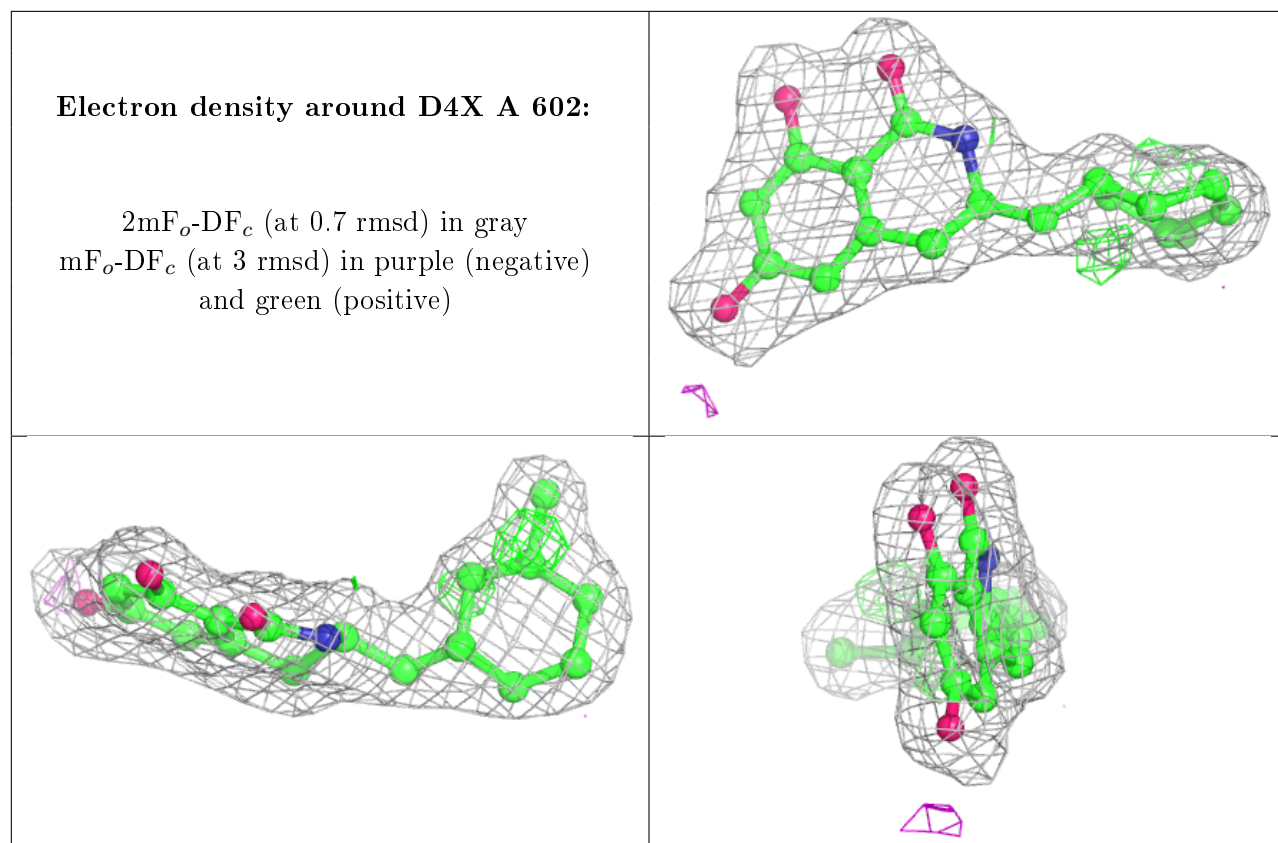 Electron density around D4X A 602:
2mFo-DFc (at 0.7 rmsd) in gray
mFo-DFc (at 3 rmsd) in purple (negative)
and green (positive)